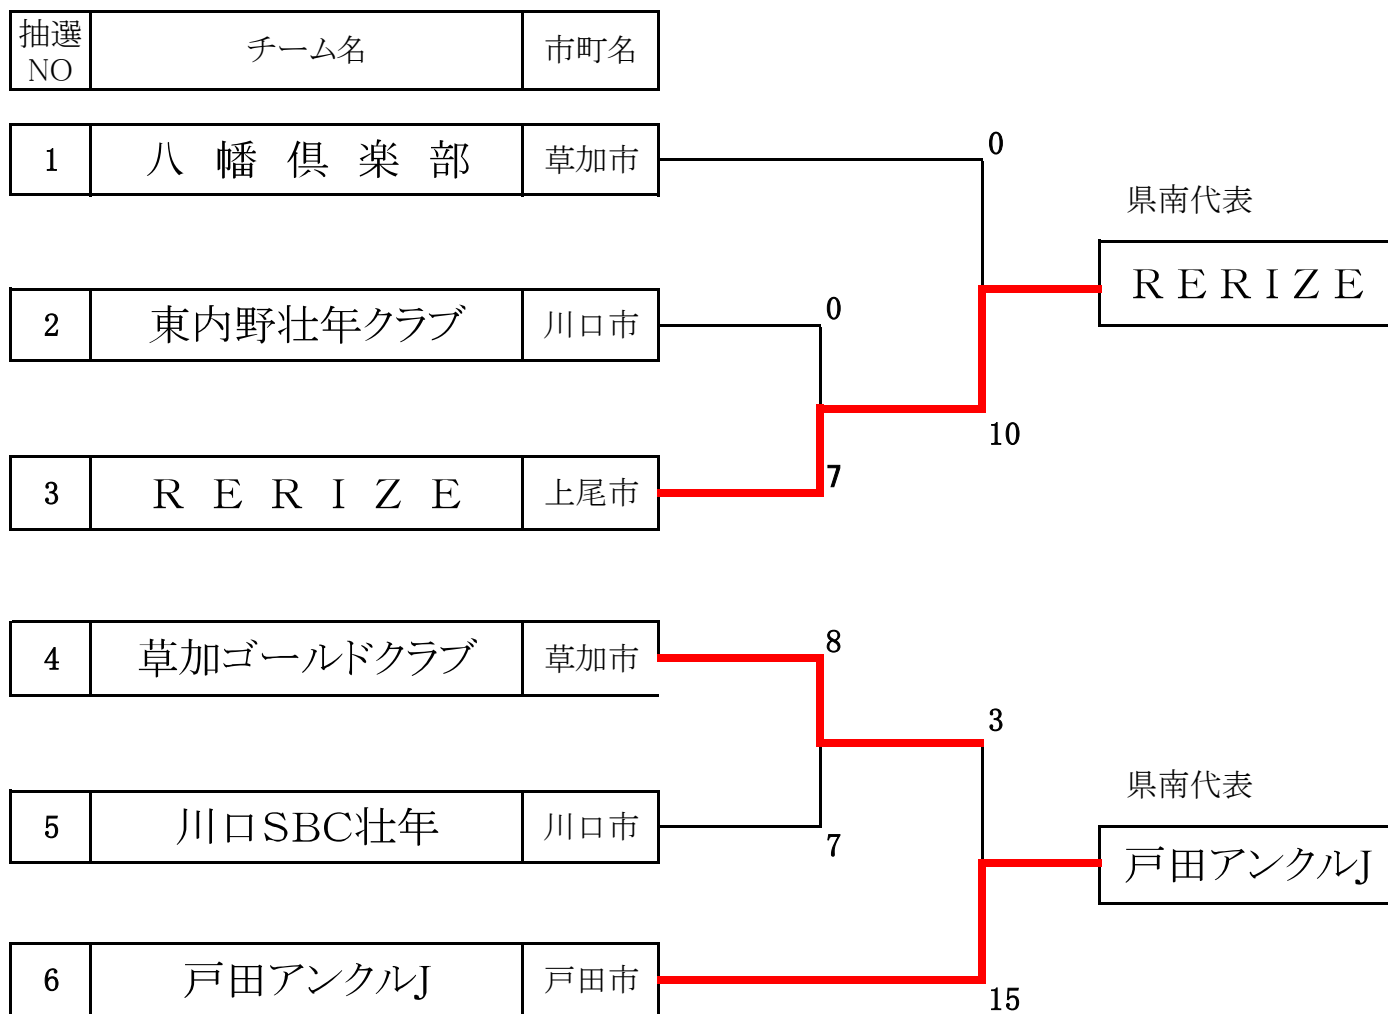 抽選
NO
チーム名
市町名
1
八幡倶楽部
草加市
0
県南代表
RERIZE
2
東内野壮年クラブ
川口市
0
10
3
RERIZE
上尾市
7
4
草加ゴールドクラブ
草加市
8
3
県南代表
戸田アンクルJ
5
川口SBC壮年
川口市
7
6
戸田アンクルJ
戸田市
15